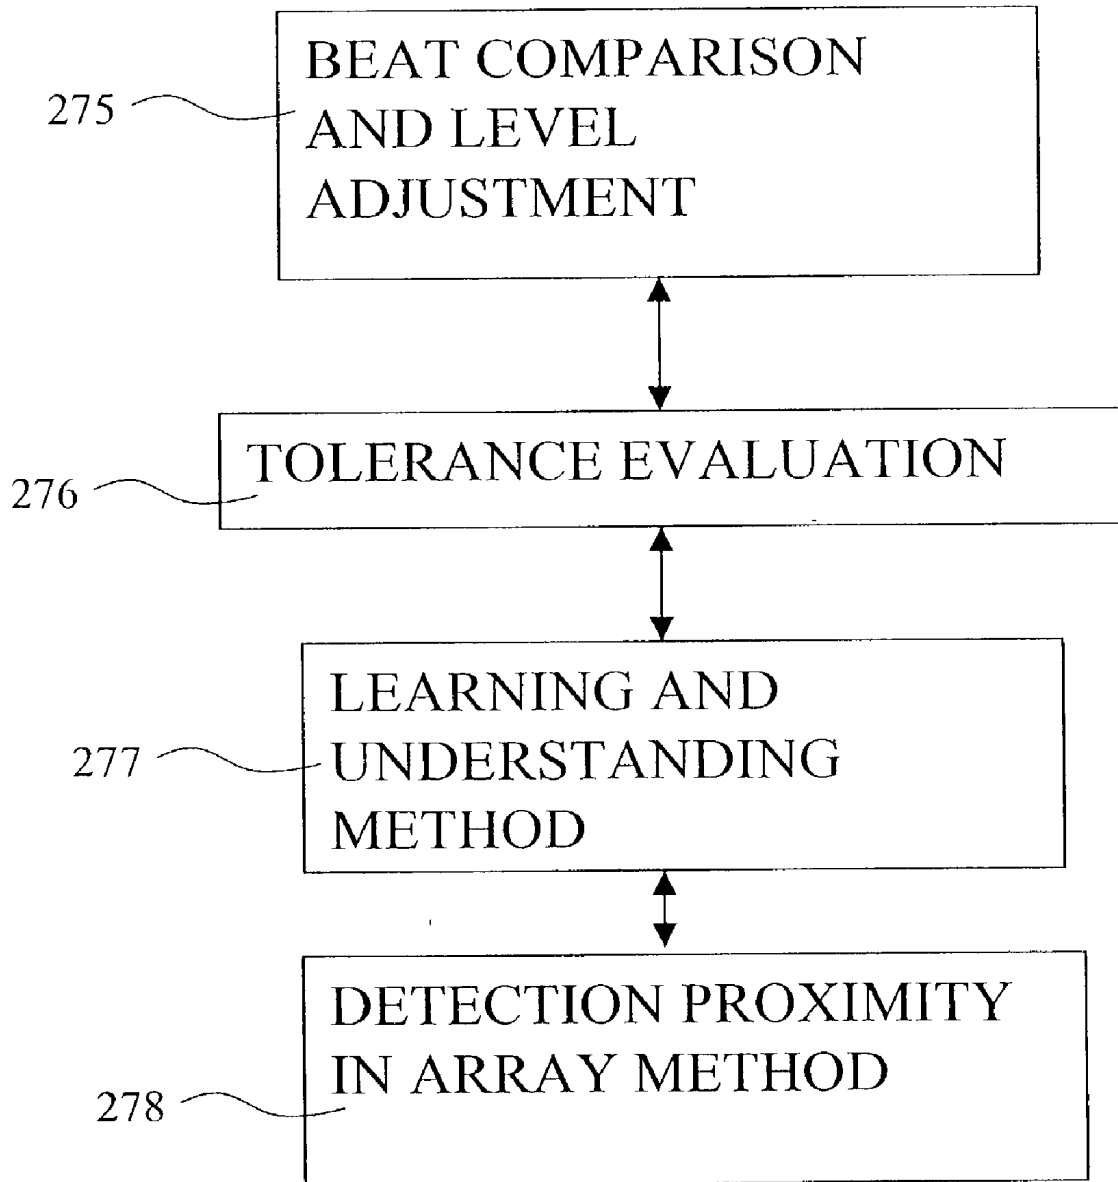 BEAT COMPARISON
AND LEVEL
ADJUSTMENT
275
TOLERANCE EVALUATION
276
LEARNING AND
UNDERSTANDING
METHOD
277
DETECTION PROXIMITY
IN ARRAY METHOD
278